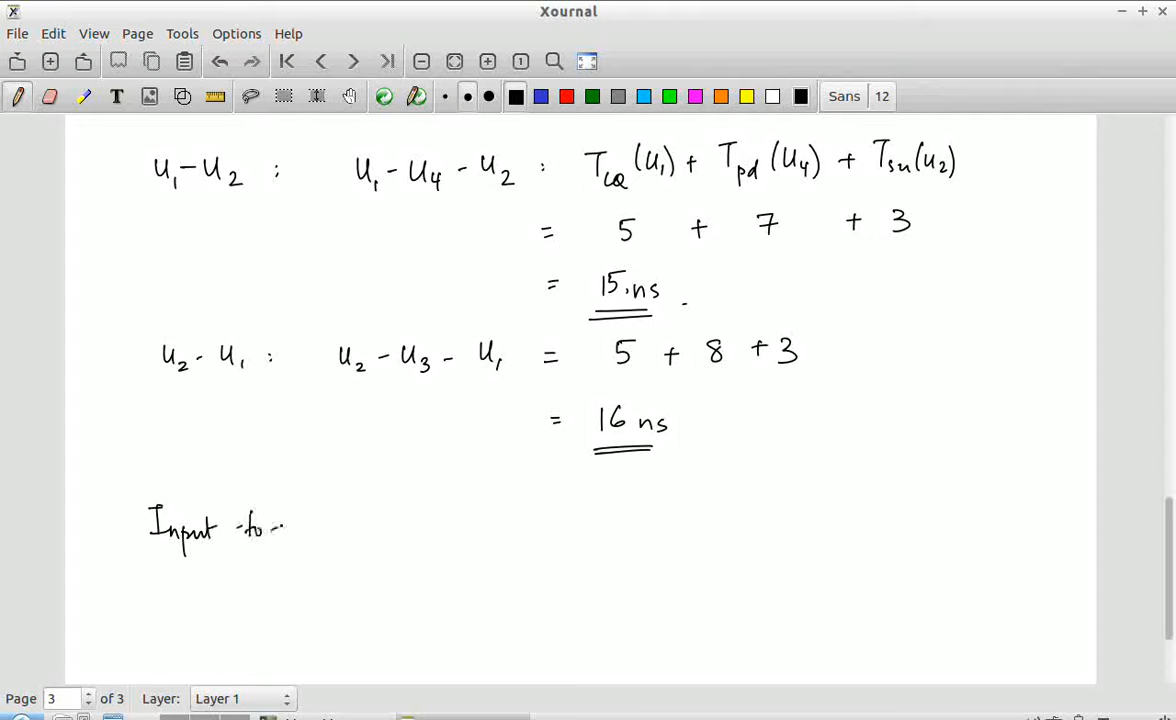 Xournal
File Edit View Page Tools Options Help
Sans 12
U1 - U2 : U1 - U4 - U2 : TCQ (U1) + Tpd (U4) + Tsu (U2)
= 5 + 7 + 3
= 15 ns
U2 - U1 : U2 - U3 - U1 = 5 + 8 + 3
= 16 ns
Input -to-
Page 3 of 3 Layer: Layer 1